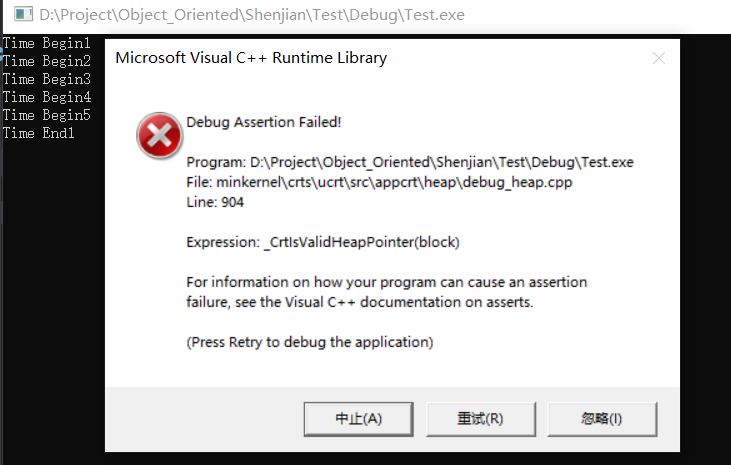 D:\Project\Object_Oriented\Shenjian\Test\Debug\Test.exe
Time Begin1
Time Begin2
Time Begin3
Time Begin4
Time Begin5
Time End1
Microsoft Visual C++ Runtime Library
Debug Assertion Failed!
Program: D:\Project\Object_Oriented\Shenjian\Test\Debug\Test.exe
File: minkernel\crts\ucrt\src\appcrt\heap\debug_heap.cpp
Line: 904
Expression: _CrtIsValidHeapPointer(block)
For information on how your program can cause an assertion
failure, see the Visual C++ documentation on asserts.
(Press Retry to debug the application)
中止(A)
重试(R)
忽略(I)